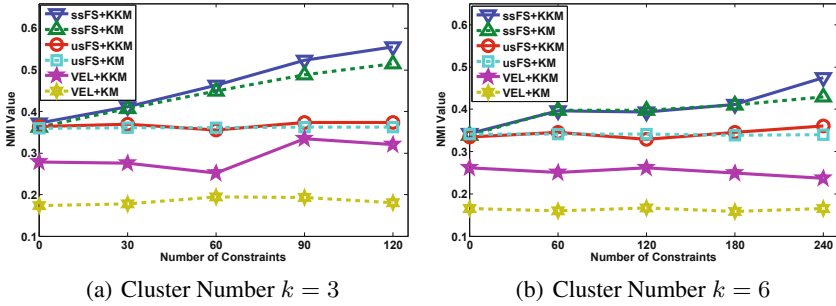 ssFS+KKM
ssFS+KM
usFS+KKM
usFS+KM
VEL+KKM
VEL+KM
NMI Value
0.6
0.5
0.4
0.3
0.2
0.1
0 30 60 90 120
Number of Constraints
(a) Cluster Number k = 3
ssFS+KKM
ssFS+KM
usFS+KKM
usFS+KM
VEL+KKM
VEL+KM
NMI Value
0.6
0.5
0.4
0.3
0.2
0.1
0 60 120 180 240
Number of Constraints
(b) Cluster Number k = 6